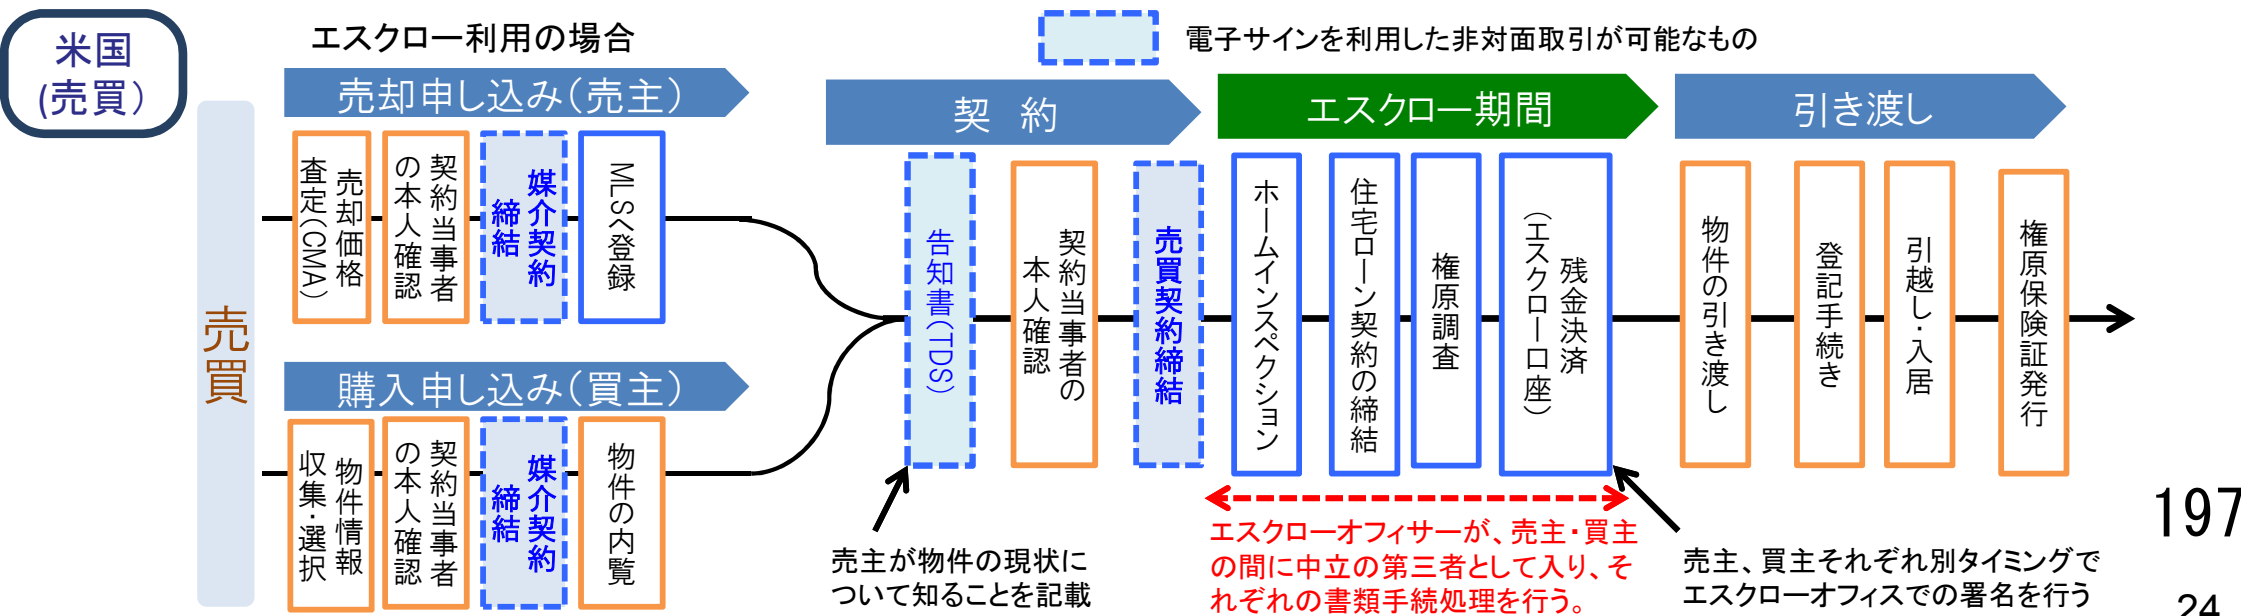 米国
(売買）
エスクロー利用の場合
電子サインを利用した非対面取引が可能なもの
売買
売却申し込み（売主）
売却価格
査定（CMA）
契約当事者
の本人確認
媒介契約
締結
MLSへ登録
購入申し込み（買主）
物件情報
収集・選択
契約当事者
の本人確認
媒介契約
締結
物件の内覧
契　約
告知書（TDS）
契約当事者の
本人確認
売買契約締結
エスクロー期間
ホームインスペクション
住宅ローン契約の締結
権原調査
残金決済
（エスクロー口座）
引き渡し
物件の引き渡し
登記手続き
引越し・入居
権原保険証発行
売主が物件の現状に
ついて知ることを記載
エスクローオフィサーが、売主・買主
の間に中立の第三者として入り、そ
れぞれの書類手続処理を行う。
売主、買主それぞれ別タイミングで
エスクローオフィスでの署名を行う
197
24